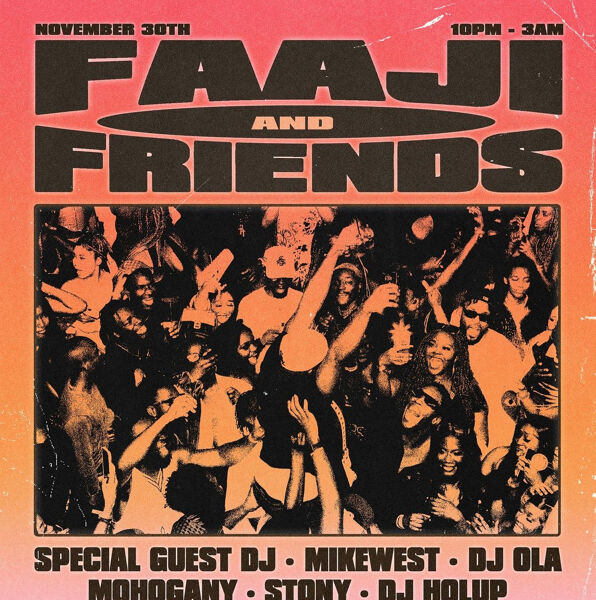 NOVEMBER 30TH 10PM - 3AM
FAAJI
AND
FRIENDS
SPECIAL GUEST DJ • MIKEWEST • DJ OLA
MOHOGANY • STONY • DJ HOLUP